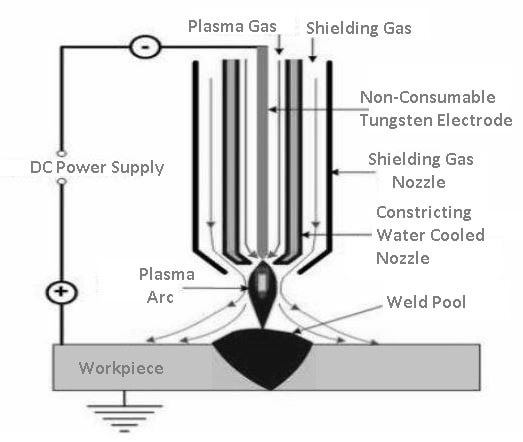 Plasma Gas
Shielding Gas
-
Non-Consumable
Tungsten Electrode
DC Power Supply
Shielding Gas
Nozzle
Constricting
Water Cooled
Nozzle
Plasma
Arc
+
Weld Pool
Workpiece